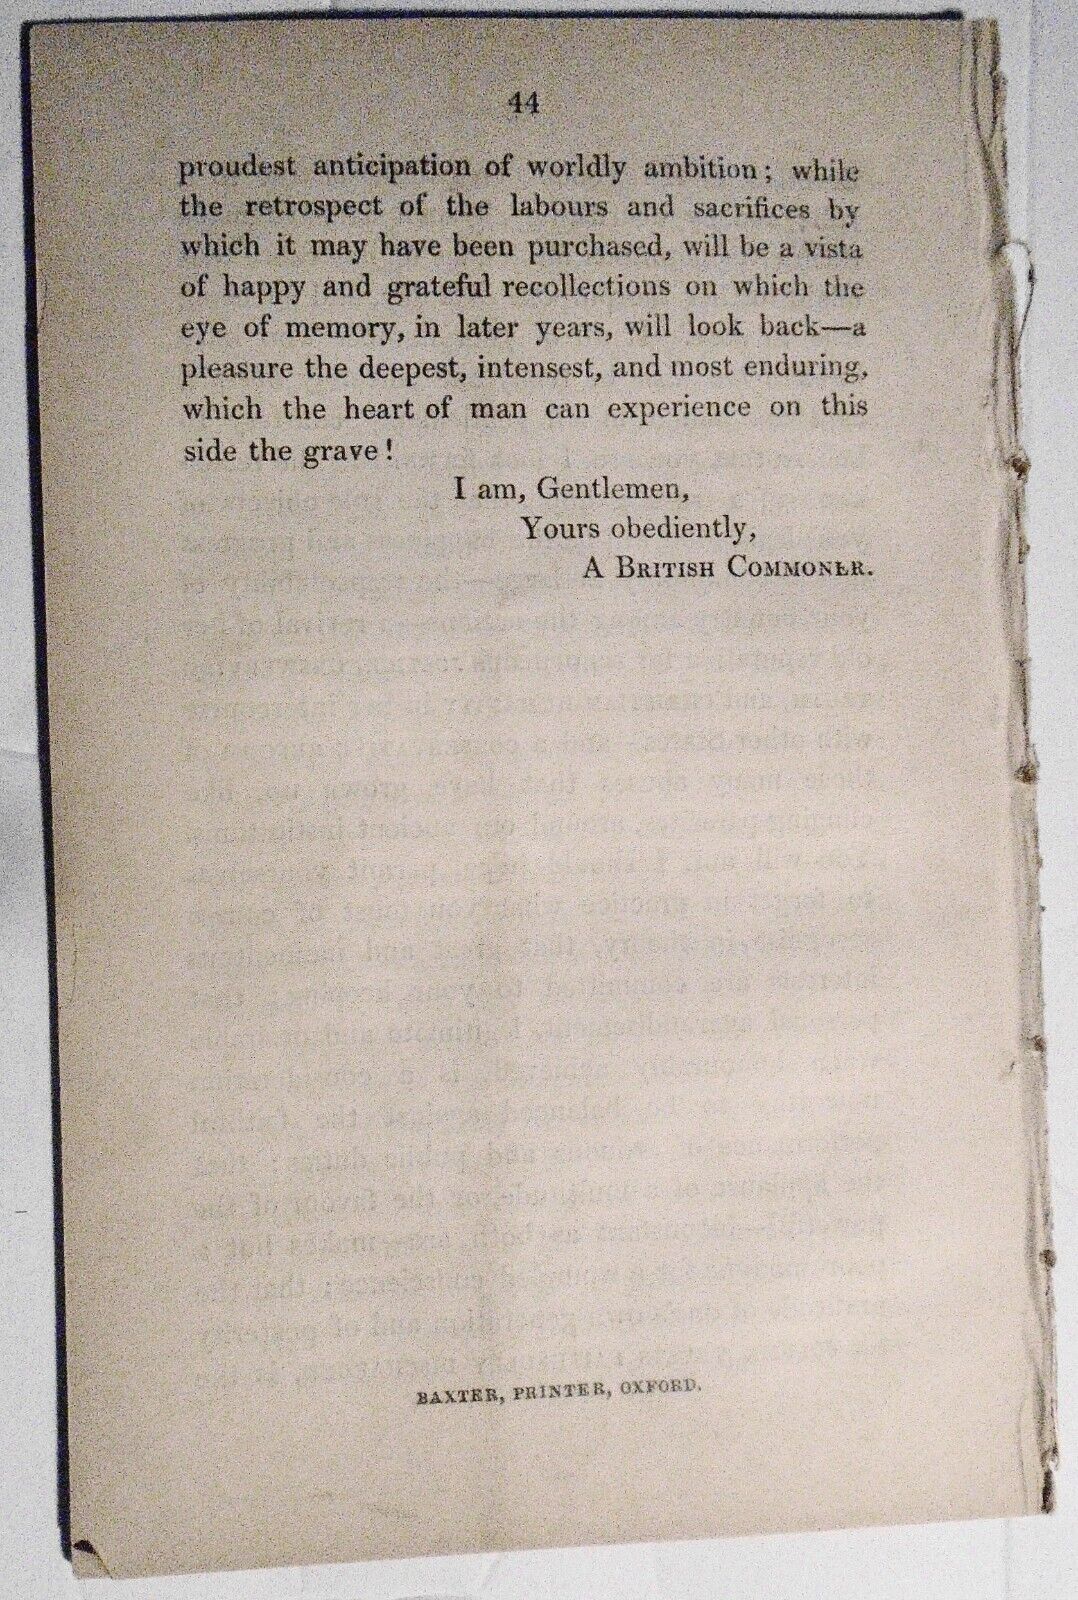 44
proudest anticipation of worldly ambition; while
the retrospect of the labours and sacrifices by
which it may have been purchased, will be a vista
of happy and grateful recollections on which the
eye of memory, in later years, will look back—a
pleasure the deepest, intensest, and most enduring,
which the heart of man can experience on this
side the grave!
I am, Gentlemen,
Yours obediently,
A BRITISH COMMONER.
BAXTER, PRINTER, OXFORD.